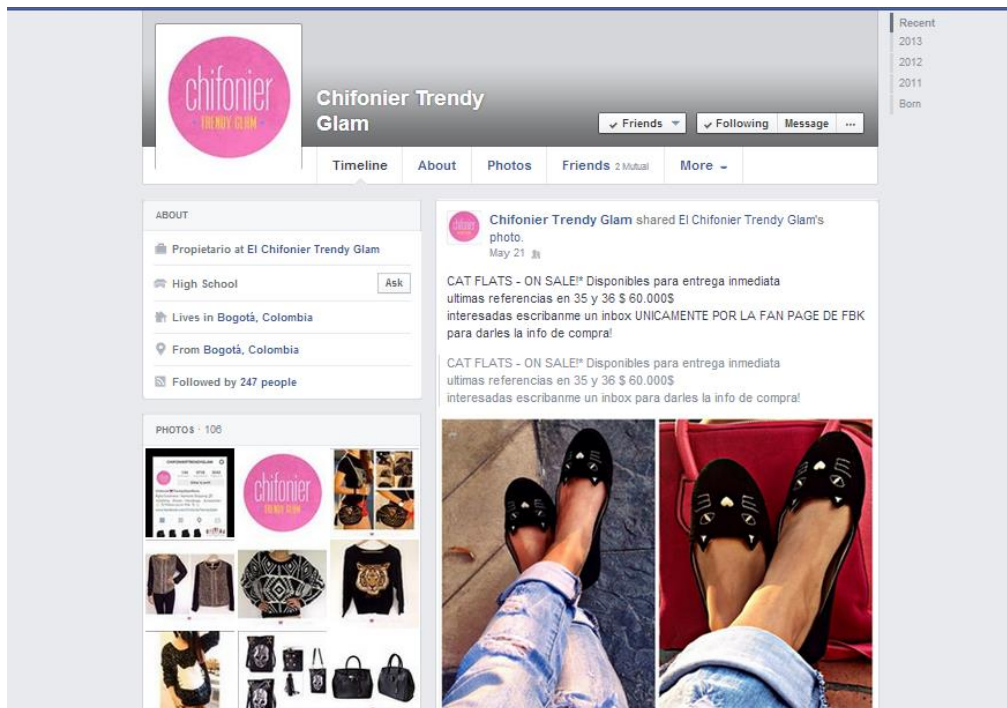 Recent
2013
2012
2011
Born
chifonier
TRENDY GLAM
Chifonier Trendy
Glam
Friends
Following
Message
...
Timeline
About
Photos
Friends 2 Mutual
More
ABOUT
Propietario at El Chifonier Trendy Glam
High School
Ask
Lives in Bogotá, Colombia
From Bogotá, Colombia
Followed by 247 people
PHOTOS · 106
CHIFONIERTRENDYGLAM
chifonier
TRENDY GLAM
chifonier
Chifonier Trendy Glam shared El Chifonier Trendy Glam's
photo.
May 21
CAT FLATS - ON SALE!* Disponibles para entrega inmediata
ultimas referencias en 35 y 36 $ 60.000$
interesadas escribanme un inbox UNICAMENTE POR LA FAN PAGE DE FBK
para darles la info de compra!
CAT FLATS - ON SALE!* Disponibles para entrega inmediata
ultimas referencias en 35 y 36 $ 60.000$
interesadas escribanme un inbox para darles la info de compra!